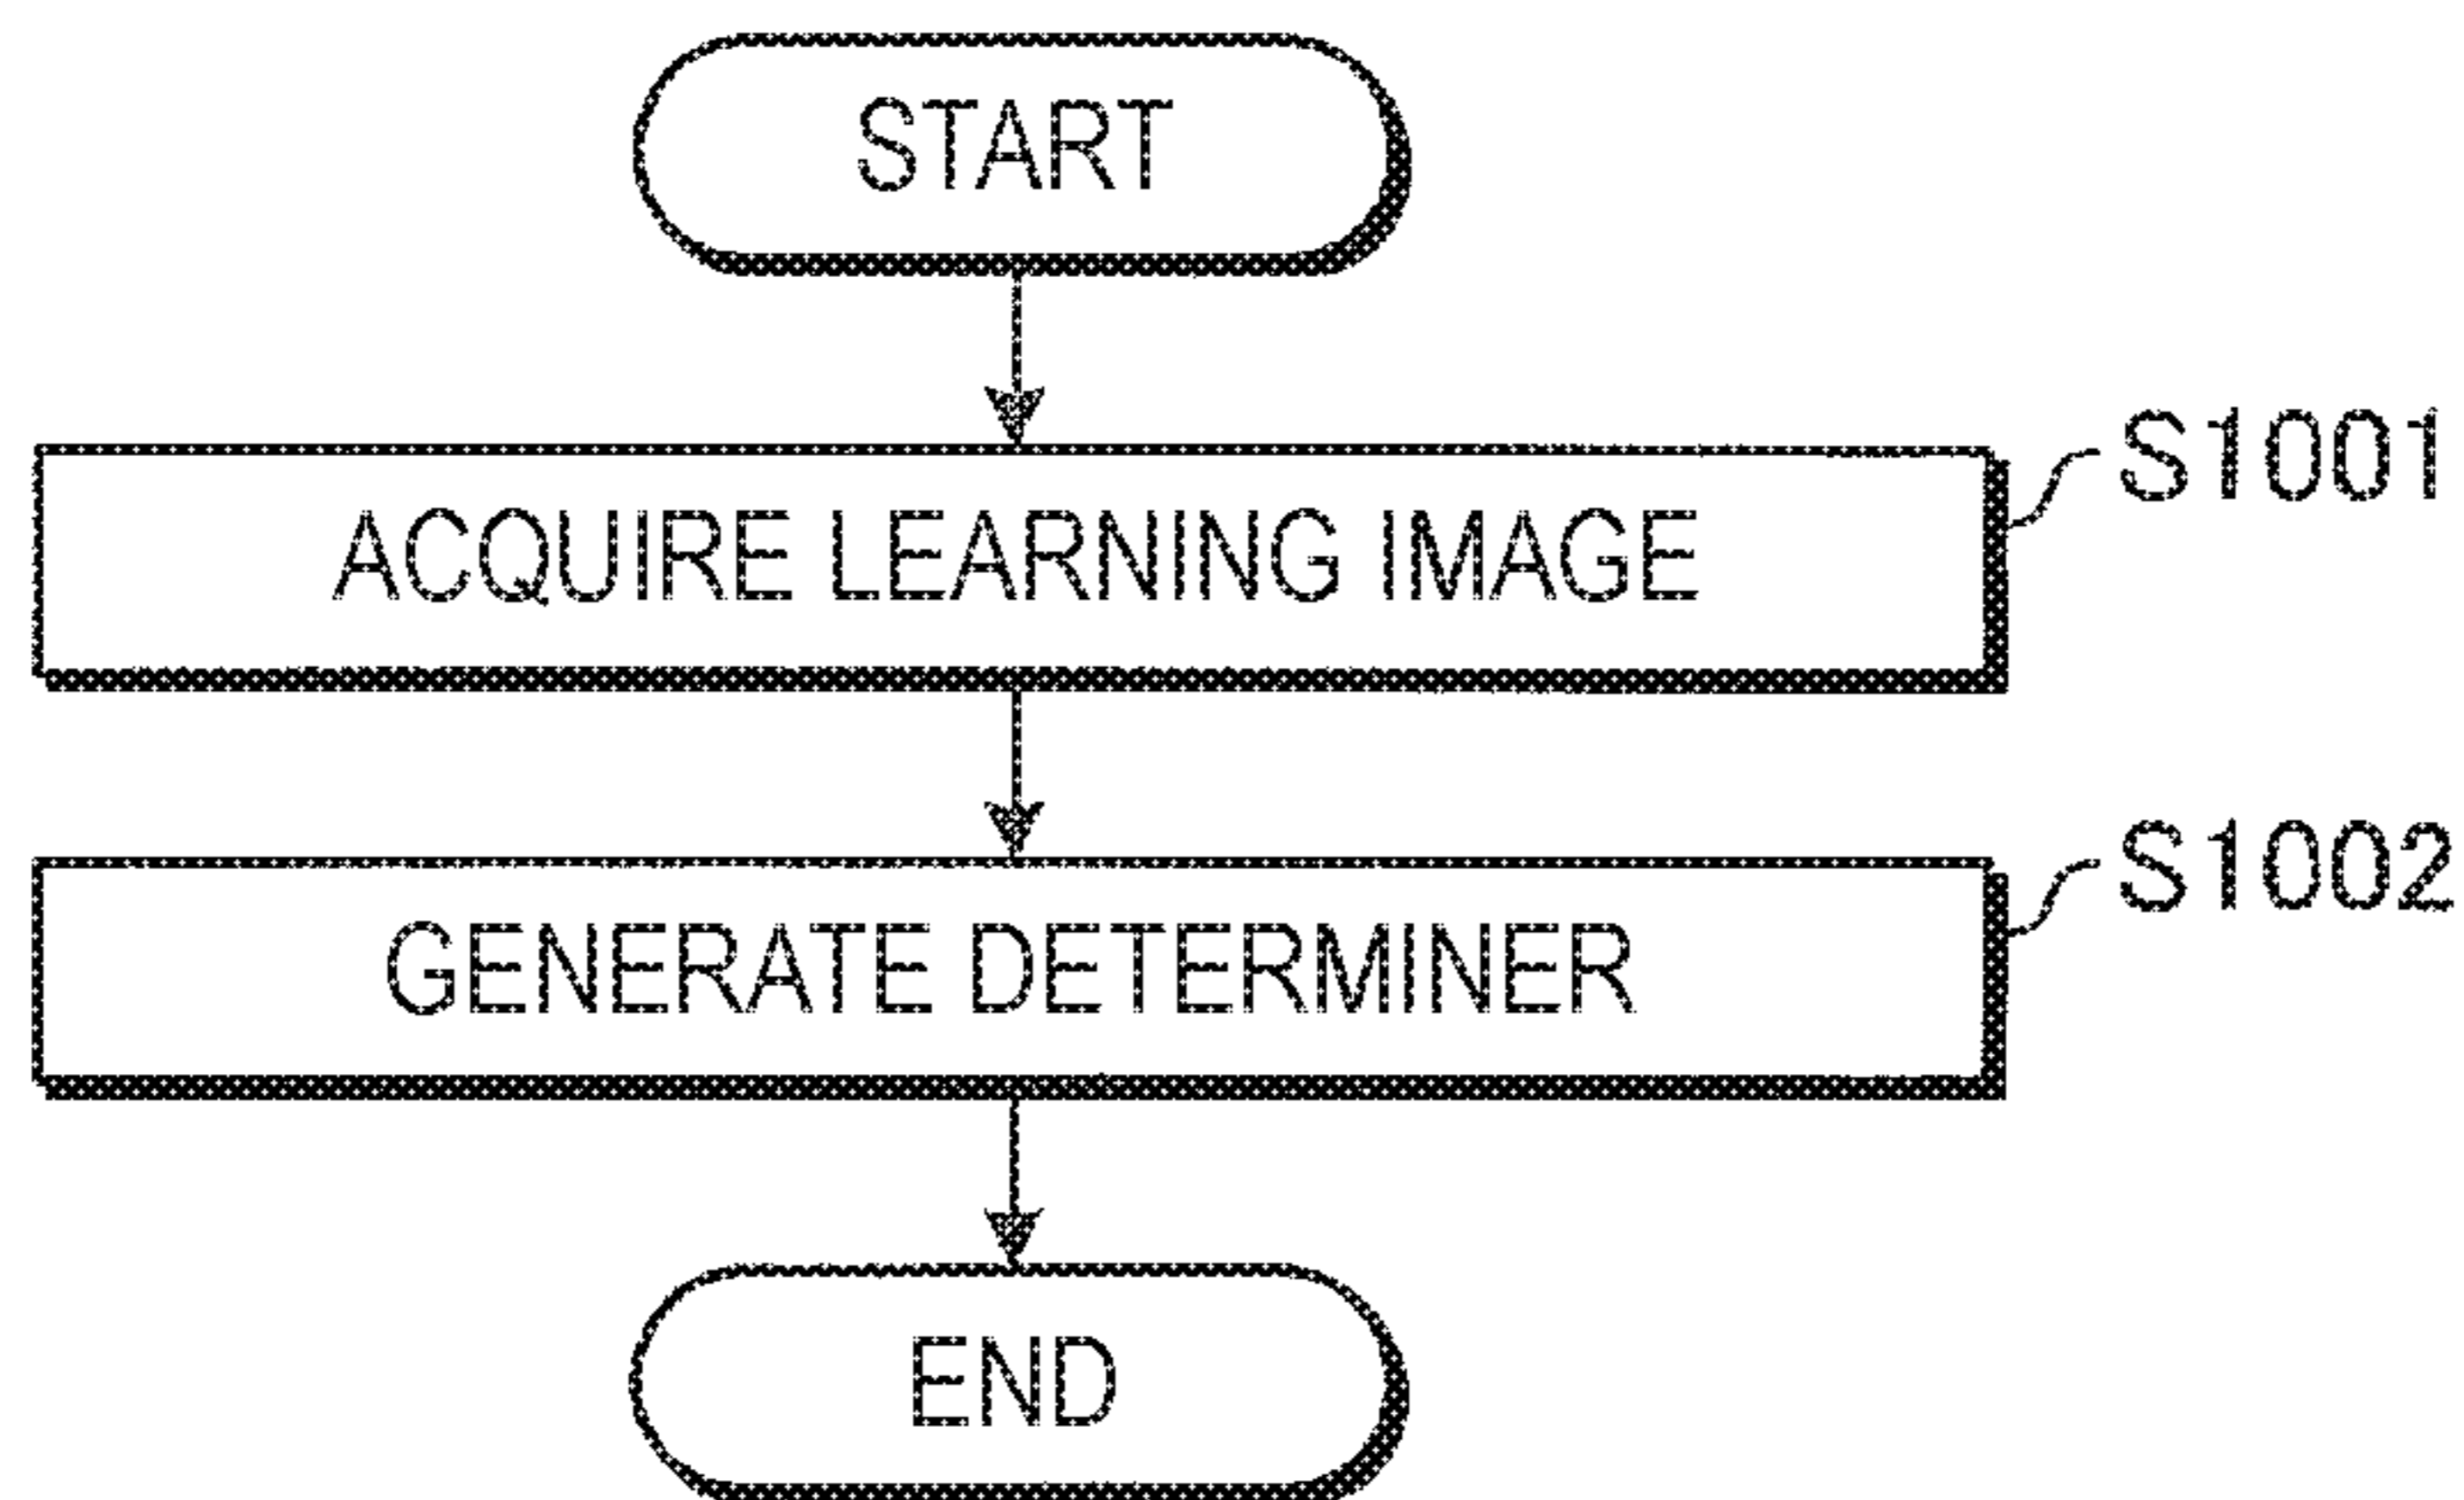 START
ACQUIRE LEARNING IMAGE
S1001
GENERATE DETERMINER
S1002
END